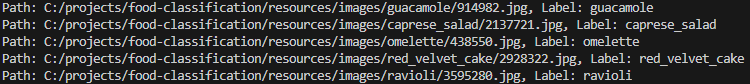 Path: C:/projects/food-classification/resources/images/guacamole/914982.jpg, Label: guacamole
Path: C:/projects/food-classification/resources/images/caprese_salad/2137721.jpg, Label: caprese_salad
Path: C:/projects/food-classification/resources/images/omelette/438550.jpg, Label: omelette
Path: C:/projects/food-classification/resources/images/red_velvet_cake/2928322.jpg, Label: red_velvet_cake
Path: C:/projects/food-classification/resources/images/ravioli/3595280.jpg, Label: ravioli